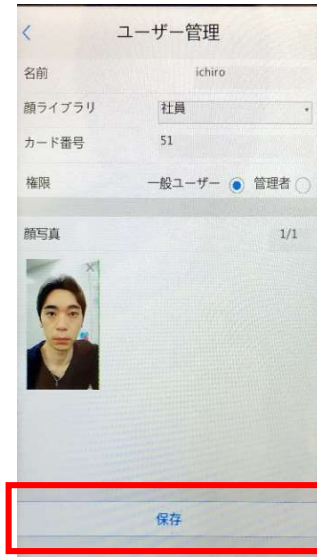 ユーザー管理
名前 ichiro
顔ライブラリ 社員
カード番号 51
権限 一般ユーザー 管理者
顔写真 1/1
保存